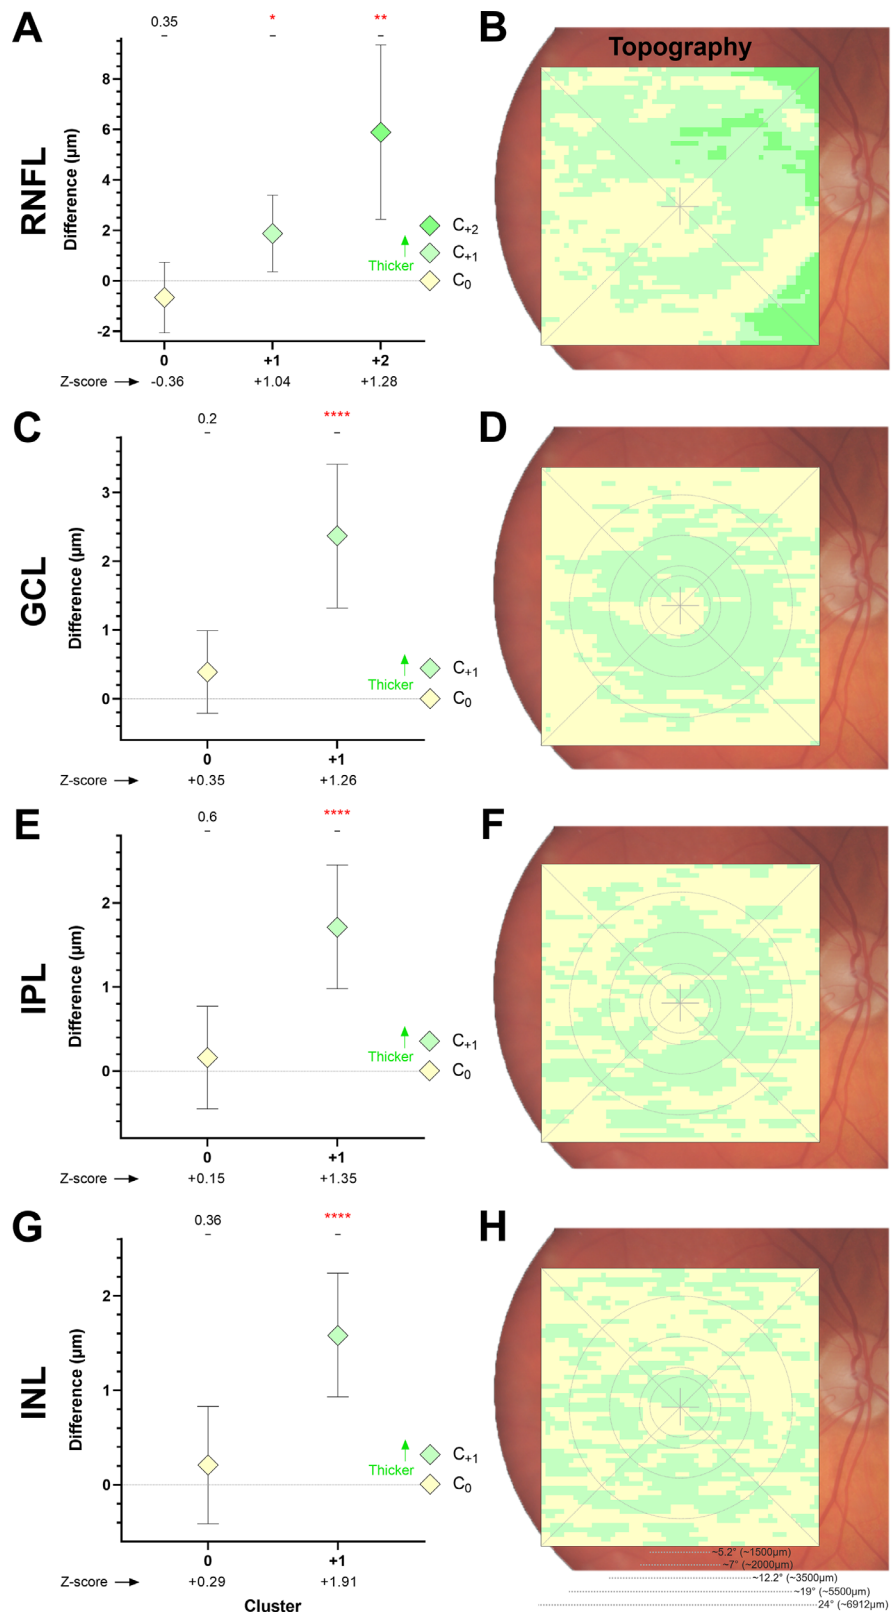 A
0.35 * **
RNFL
Difference (µm)
8
6
4
2
0
-2
C+2
C+1
C0
Thicker
0 +1 +2
Z-score -0.36 +1.04 +1.28
B
Topography
C
0.2 ****
GCL
Difference (µm)
3
2
1
0
C+1
C0
Thicker
0 +1
Z-score +0.35 +1.26
D
E
0.6 ****
IPL
Difference (µm)
2
1
0
C+1
C0
Thicker
0 +1
Z-score +0.15 +1.35
F
G
0.36 ****
INL
Difference (µm)
2
1
0
C+1
C0
Thicker
0 +1
Z-score +0.29 +1.91
Cluster
H
~5.2° (~1500µm)
~7° (~2000µm)
~12.2° (~3500µm)
~19° (~5500µm)
24° (~6912µm)